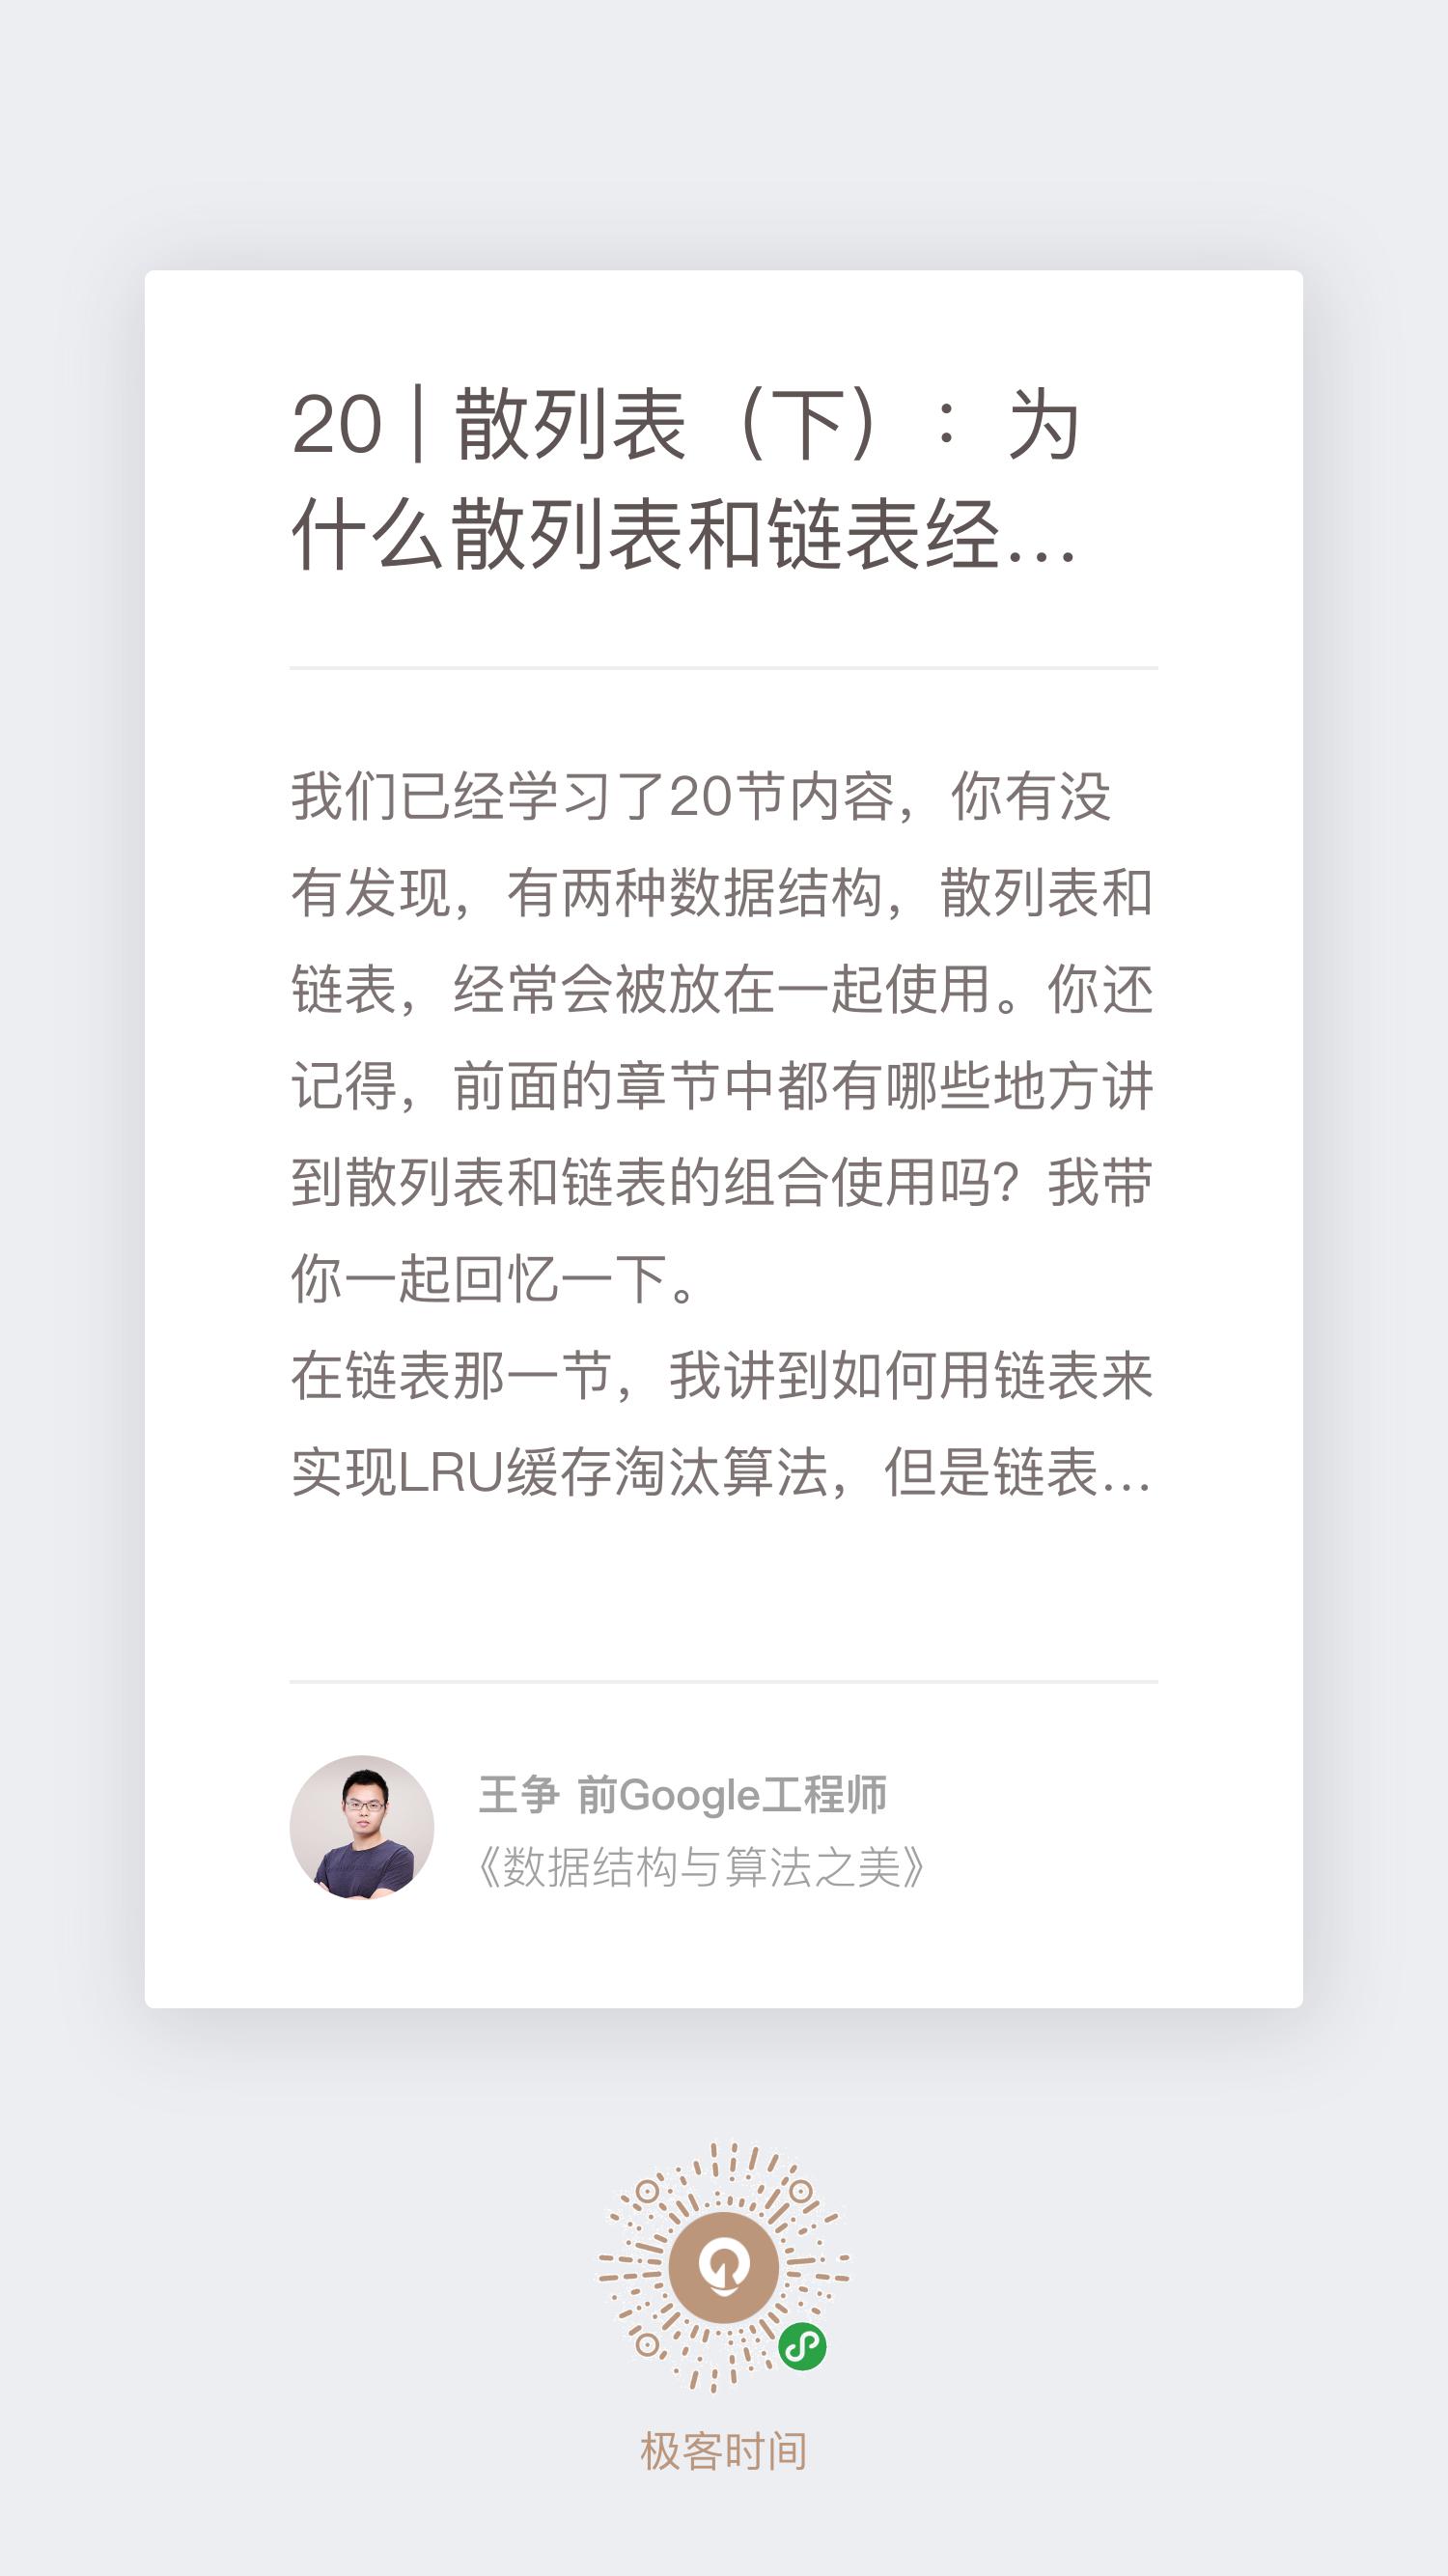 20 | 散列表（下）：为
什么散列表和链表经…
我们已经学习了20节内容，你有没
有发现，有两种数据结构，散列表和
链表，经常会被放在一起使用。你还
记得，前面的章节中都有哪些地方讲
到散列表和链表的组合使用吗？我带
你一起回忆一下。
在链表那一节，我讲到如何用链表来
实现LRU缓存淘汰算法，但是链表…
王争 前Google工程师
《数据结构与算法之美》
极客时间